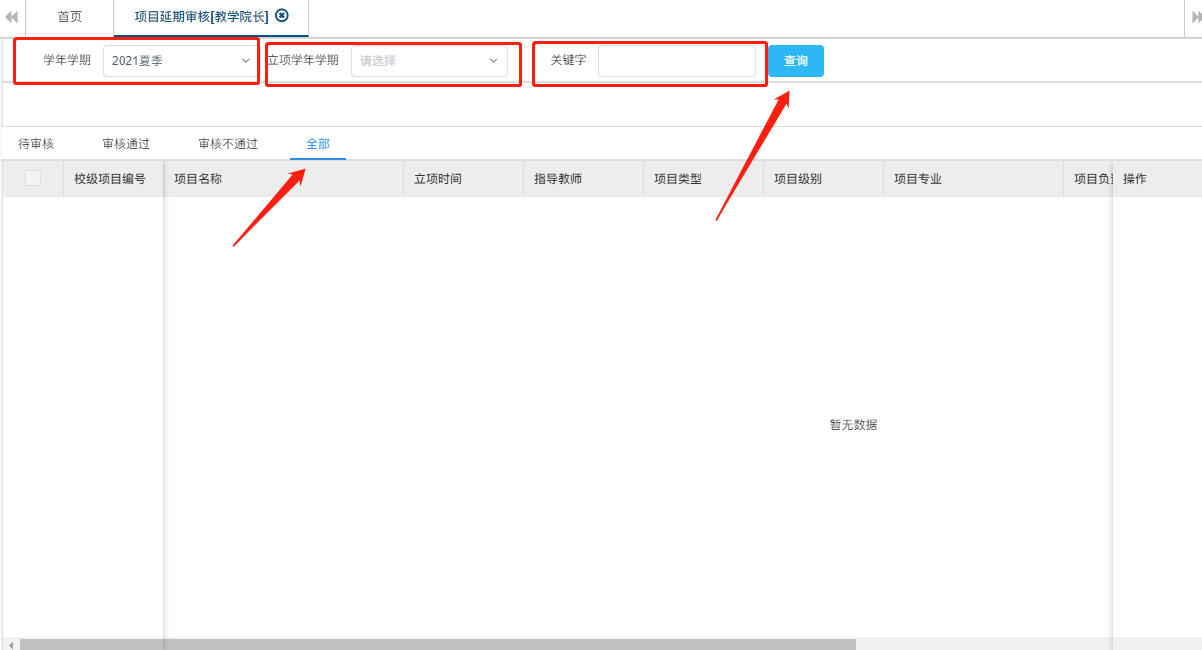 首页 项目延期审核[教学院长]
学年学期 2021夏季 立项学年学期 请选择 关键字 查询
待审核 审核通过 审核不通过 全部
校级项目编号 项目名称 立项时间 指导教师 项目类型 项目级别 项目专业 项目负 操作
暂无数据